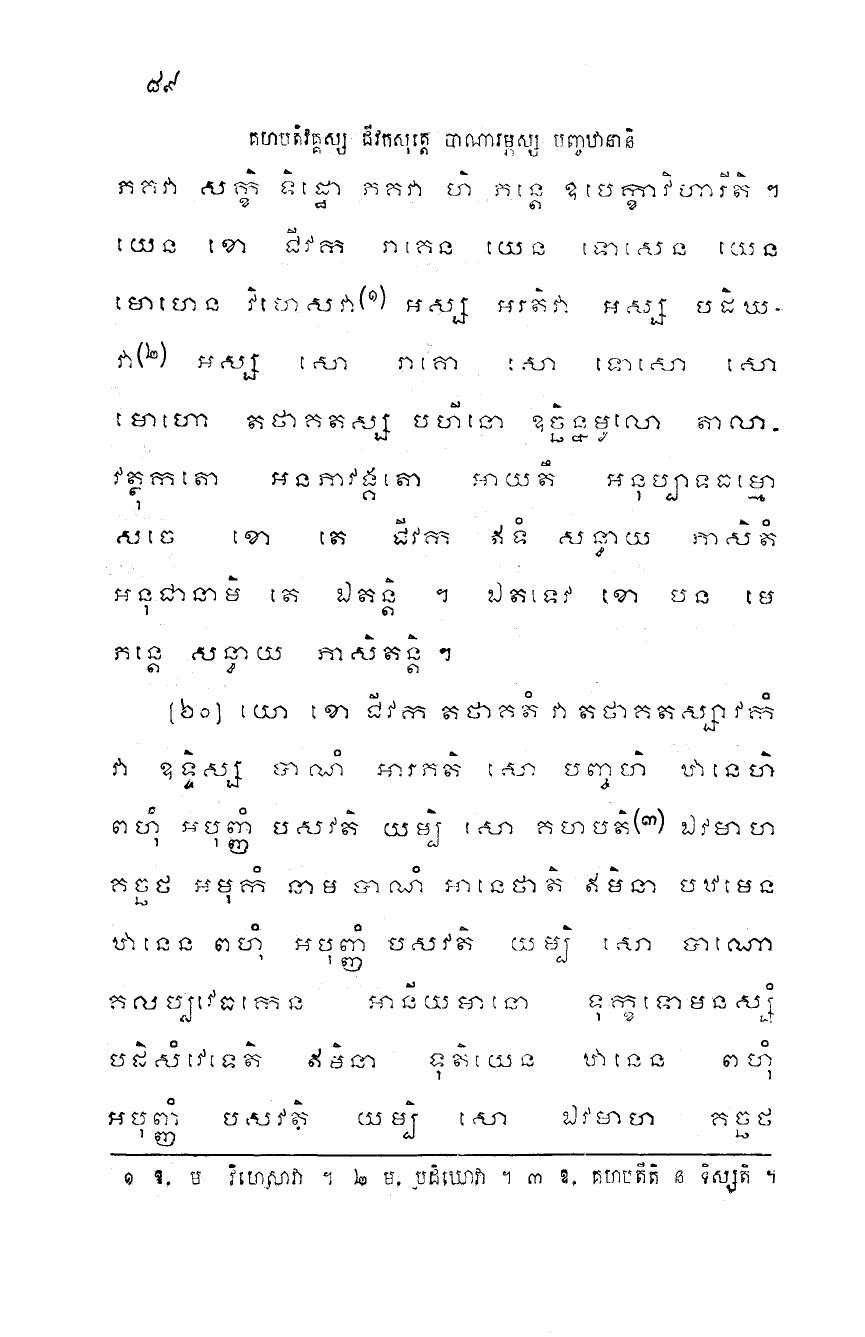 ៨៩
គហបតិវគ្គស្ស ជីវកសុត្តេ បាណារម្ភស្ស បញ្ចឋានានិ
ភគវា សក្ខិ ទិដ្ឋោ ភគវា ហិ ភន្តេ ឧបេក្ខាវិហារីតិ ។
យេន ខោ ជីវក រាគេន យេន ទោសេន យេន
មោហេន វិហេសវា(១) អស្ស អរតិវា អស្ស បដិឃ-
វា(២) អស្ស សោ រាគោ សោ ទោសោ សោ
មោហោ តថាគតស្ស បហីនោ ឧច្ឆិន្នមូលោ តាលា-
វត្ថុកតោ អនភាវង្គតោ អាយតឹ អនុប្បាទធម្មោ
សចេ ខោ តេ ជីវក ឥទំ សន្ធាយ ភាសិតំ
អនុជានាមិ តេ ឯតន្តិ ។ ឯតទេវ ខោ បន មេ
ភន្តេ សន្ធាយ ភាសិតន្តិ ។
[៦០] យោ ខោ ជីវក តថាគតំ វា តថាគតស្សាវកំ
វា ឧទ្ទិស្ស បាណំ អារភតិ សោ បញ្ចហិ ឋានេហិ
ពហុំ អបុញ្ញំ បសវតិ យម្បិ សោ គហបតិ(៣) ឯវមាហ
គច្ឆថ អមុកំ នាម បាណំ អានេថាតិ ឥមិនា បឋមេន
ឋានេន ពហុំ អបុញ្ញំ បសវតិ យម្បិ សោ បាណោ
គលប្បវេធកេន អានីយមានោ ទុក្ខទោមនស្សំ
បដិសំវេទេតិ ឥមិនា ទុតិយេន ឋានេន ពហុំ
អបុញ្ញំ បសវតិ យម្បិ សោ ឯវមាហ គច្ឆថ
១ ឱ. ម វិហេសាវា ។ ២ ម. បដិឃោវា ។ ៣ ឱ. គហបតីតិ ន ទិស្សតិ ។